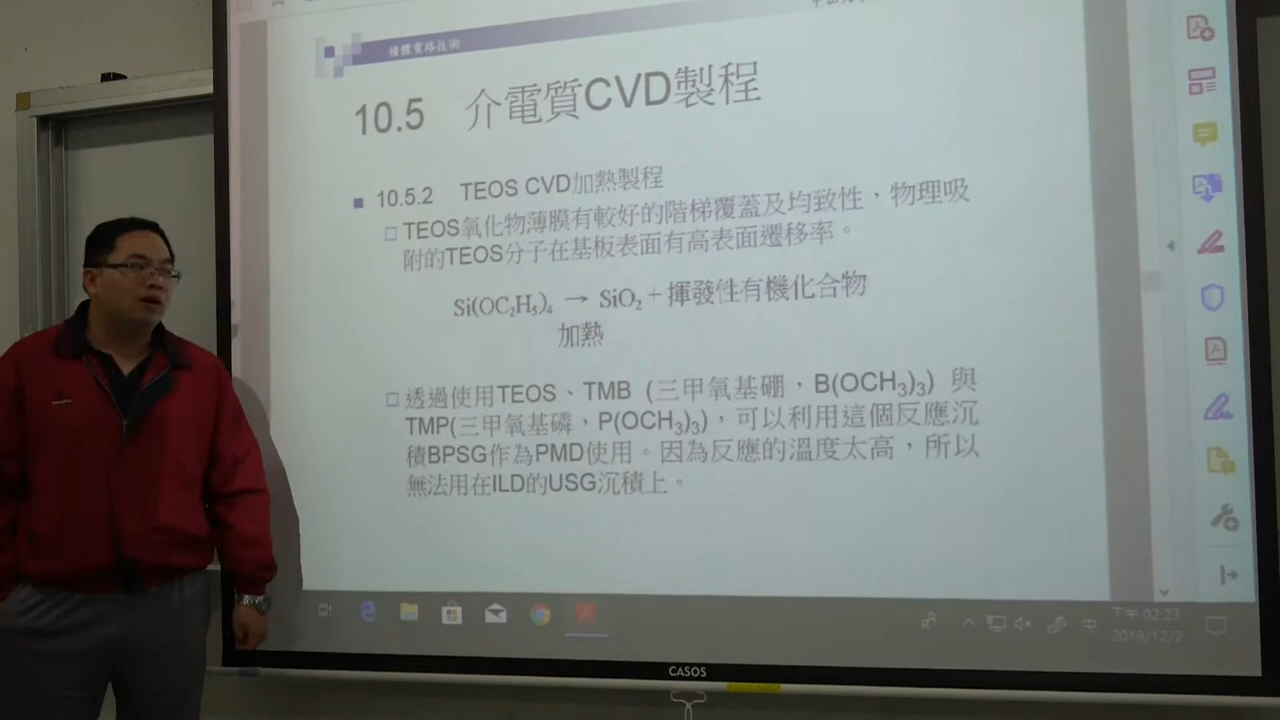 積體電路技術
10.5 介電質CVD製程
10.5.2 TEOS CVD加熱製程
TEOS氧化物薄膜有較好的階梯覆蓋及均致性，物理吸
附的TEOS分子在基板表面有高表面遷移率。
Si(OC₂H₅)₄ → SiO₂ + 揮發性有機化合物
加熱
透過使用TEOS、TMB (三甲氧基硼，B(OCH₃)₃) 與
TMP(三甲氧基磷，P(OCH₃)₃)，可以利用這個反應沉
積BPSG作為PMD使用。因為反應的溫度太高，所以
無法用在ILD的USG沉積上。
中
下午 02:23
2019/12/2
CASOS